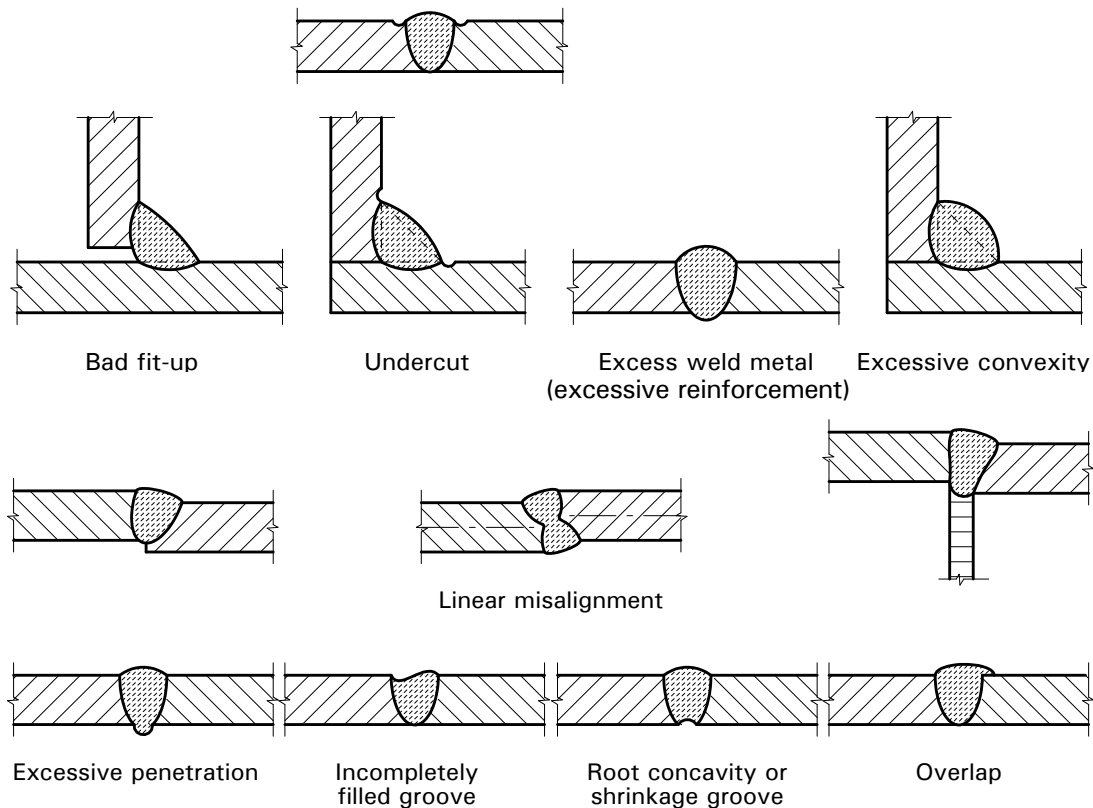 Bad fit-up
Undercut
Excess weld metal
(excessive reinforcement)
Excessive convexity
Linear misalignment
Excessive penetration
Incompletely
filled groove
Root concavity or
shrinkage groove
Overlap